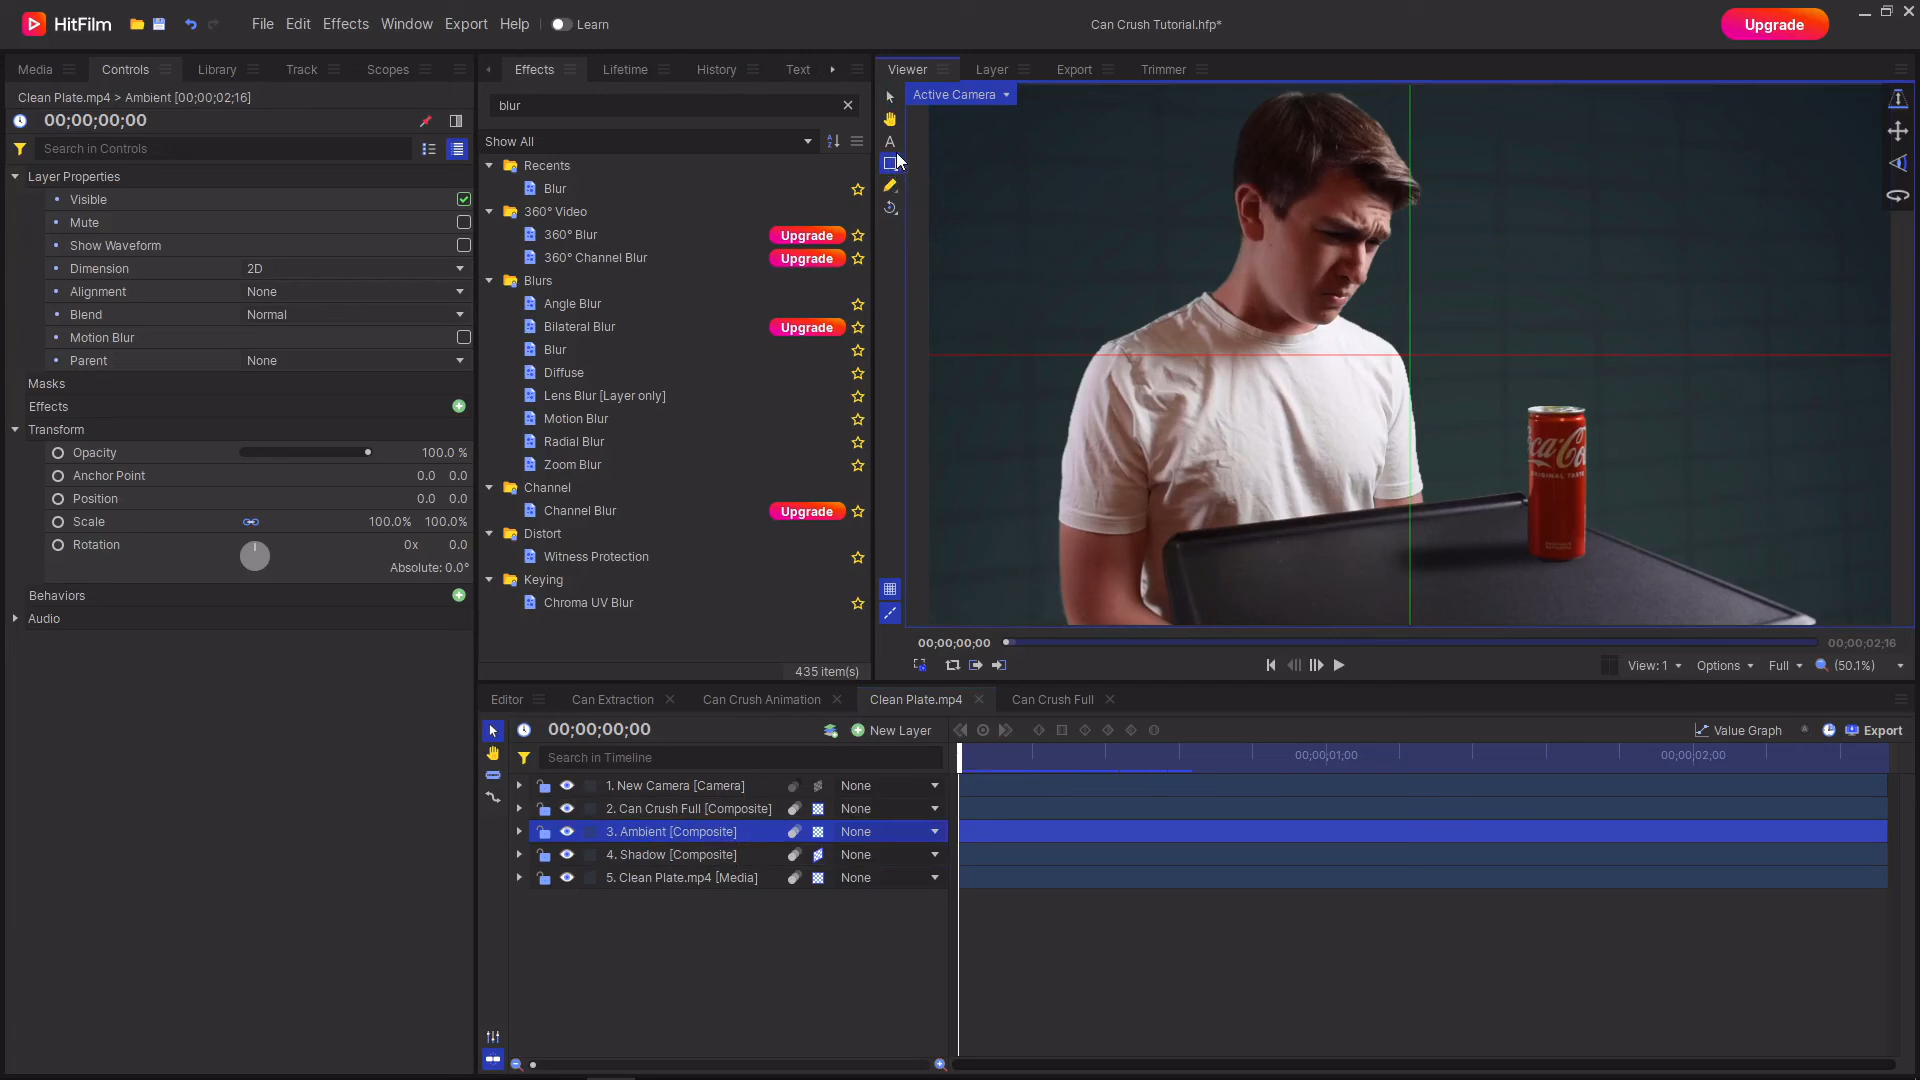 HitFilm
File Edit Effects Window Export Help Learn
Can Crush Tutorial.hfp*
Upgrade
Media Controls Library Track Scopes
Clean Plate.mp4 > Ambient [00;00;02;16]
00;00;00;00
Search in Controls
Layer Properties
Visible
Mute
Show Waveform
Dimension 2D
Alignment None
Blend Normal
Motion Blur
Parent None
Masks
Effects
Transform
Opacity 100.0 %
Anchor Point 0.0 0.0
Position 0.0 0.0
Scale 100.0% 100.0%
Rotation 0x 0.0
Absolute: 0.0°
Behaviors
Audio
Effects Lifetime History Text
blur
Show All
Recents
Blur
360° Video
360° Blur Upgrade
360° Channel Blur Upgrade
Blurs
Angle Blur
Bilateral Blur Upgrade
Blur
Diffuse
Lens Blur [Layer only]
Motion Blur
Radial Blur
Zoom Blur
Channel
Channel Blur Upgrade
Distort
Witness Protection
Keying
Chroma UV Blur
435 item(s)
Viewer Layer Export Trimmer
Active Camera
A
Coca-Co
ORIGINAL TASTE
00;00;00;00
00;00;02;16
View: 1 Options Full (50.1%)
Editor Can Extraction Can Crush Animation Clean Plate.mp4 Can Crush Full
00;00;00;00 New Layer
Value Graph Export
Search in Timeline
00;00;01;00 00;00;02;00
1. New Camera [Camera] None
2. Can Crush Full [Composite] None
3. Ambient [Composite] None
4. Shadow [Composite] None
5. Clean Plate.mp4 [Media] None